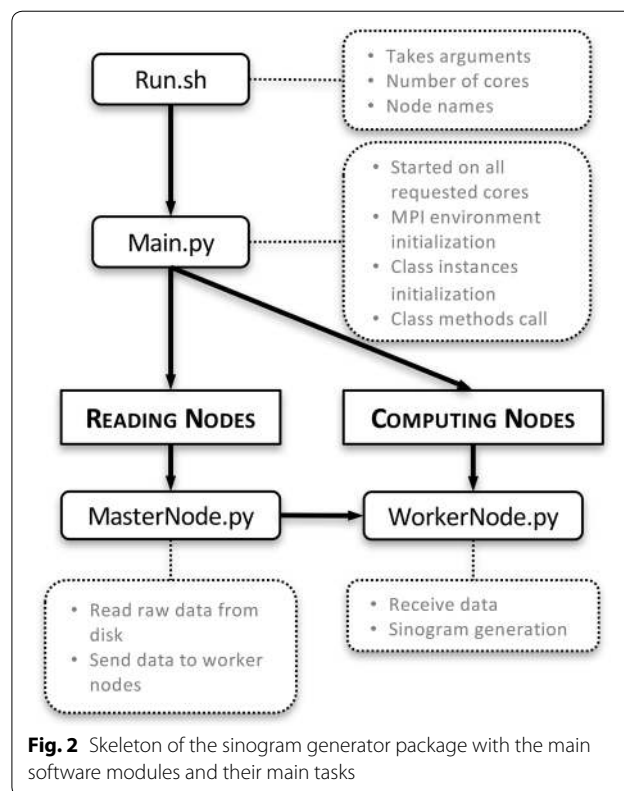 Run.sh
• Takes arguments
• Number of cores
• Node names
Main.py
• Started on all
requested cores
• MPI environment
initialization
• Class instances
initialization
• Class methods call
READING NODES
COMPUTING NODES
MasterNode.py
WorkerNode.py
• Read raw data from
disk
• Send data to worker
nodes
• Receive data
• Sinogram generation
Fig. 2 Skeleton of the sinogram generator package with the main
software modules and their main tasks